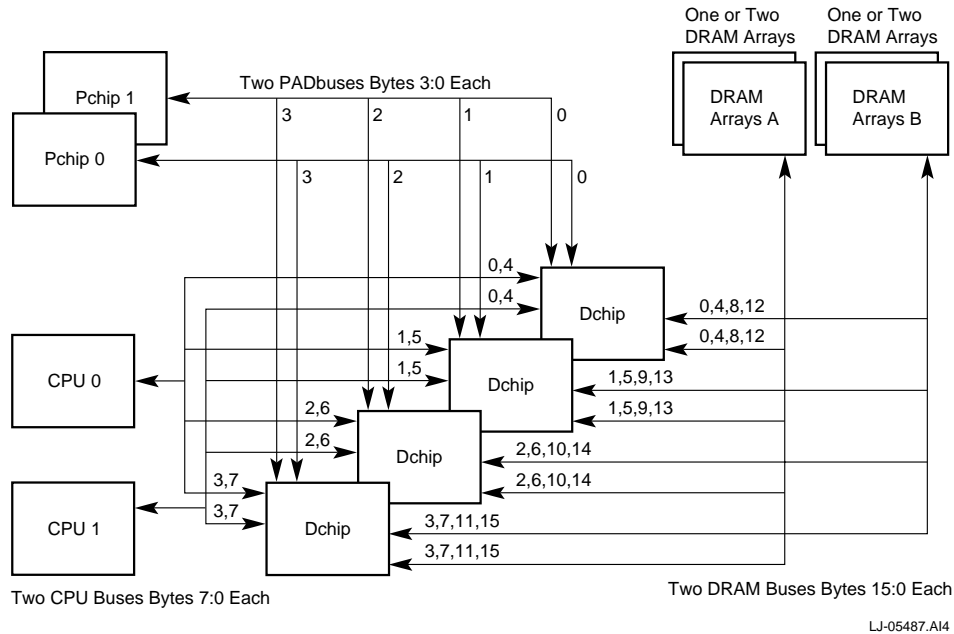 One or Two
DRAM Arrays
One or Two
DRAM Arrays
DRAM
Arrays A
DRAM
Arrays B
Pchip 1
Two PADbuses Bytes 3:0 Each
3
2
1
0
Pchip 0
3
2
1
0
0,4
0,4
Dchip
0,4,8,12
0,4,8,12
1,5
1,5
Dchip
1,5,9,13
1,5,9,13
CPU 0
2,6
2,6
Dchip
2,6,10,14
2,6,10,14
3,7
3,7
CPU 1
Dchip
3,7,11,15
3,7,11,15
Two CPU Buses Bytes 7:0 Each
Two DRAM Buses Bytes 15:0 Each
LJ-05487.AI4